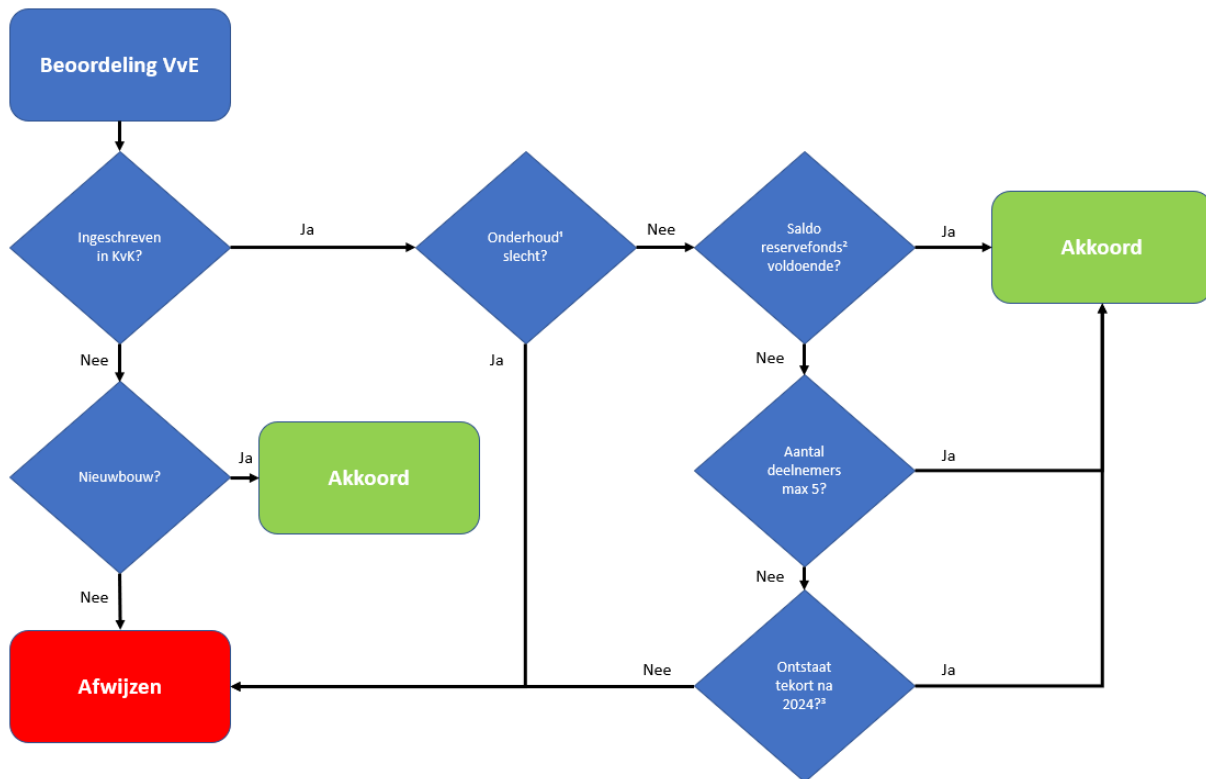 Beoordeling VvE
Ingeschreven
in KvK?
Ja
Onderhoud¹
slecht?
Nee
Saldo
reservefonds²
voldoende?
Ja
Akkoord
Nee
Ja
Nee
Nieuwbouw?
Ja
Akkoord
Aantal
deelnemers
max 5?
Ja
Nee
Nee
Afwijzen
Nee
Ontstaat
tekort na
2024?³
Ja